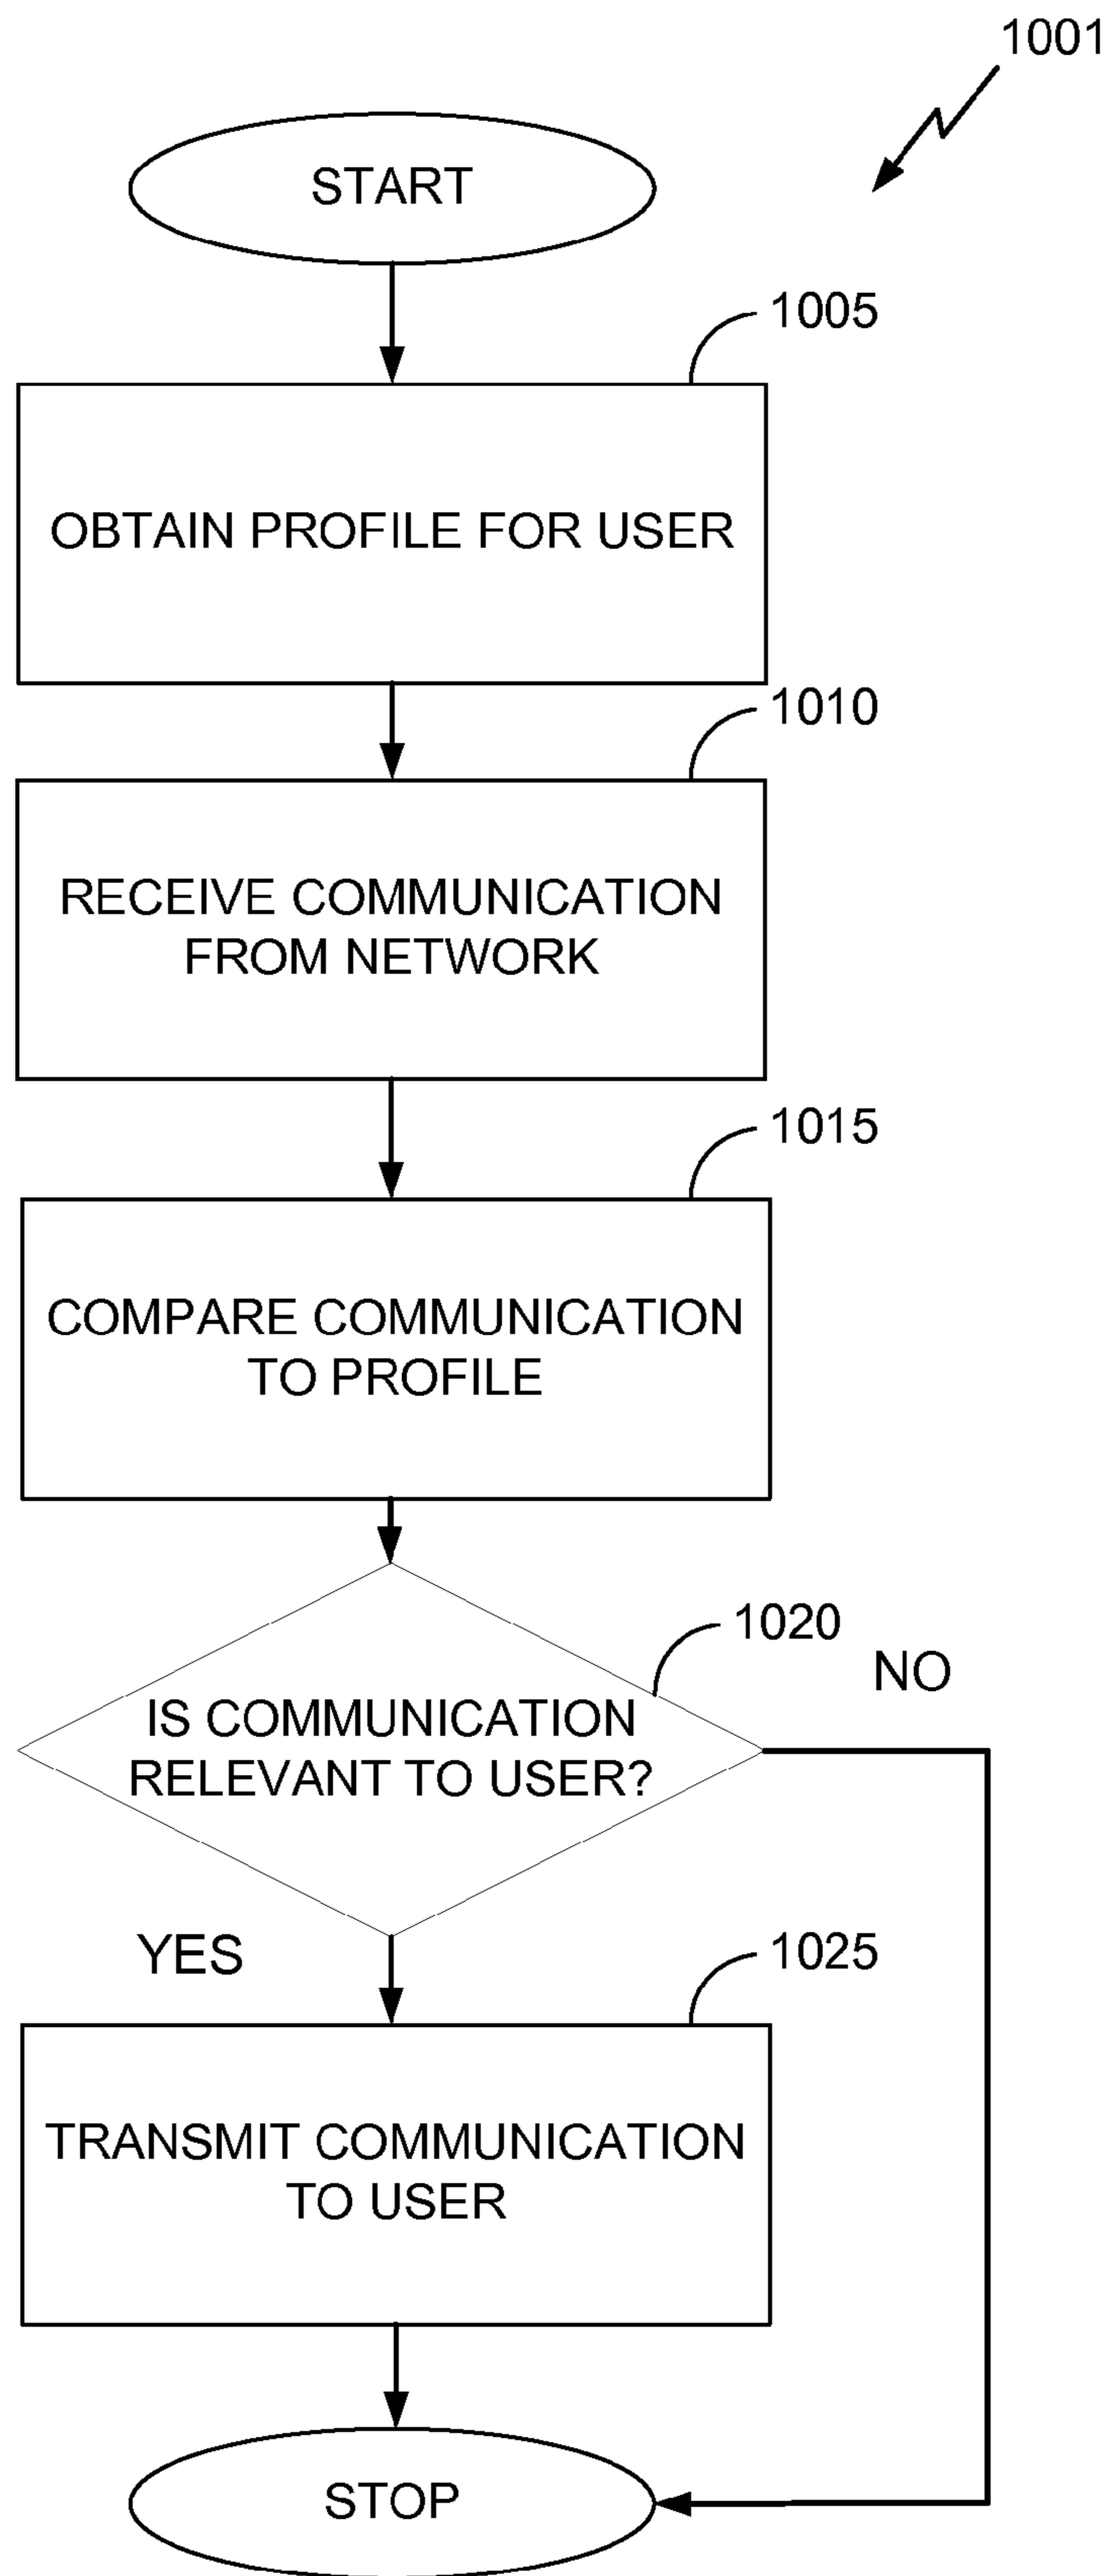 1001
START
1005
OBTAIN PROFILE FOR USER
1010
RECEIVE COMMUNICATION
FROM NETWORK
1015
COMPARE COMMUNICATION
TO PROFILE
1020
NO
IS COMMUNICATION
RELEVANT TO USER?
YES
1025
TRANSMIT COMMUNICATION
TO USER
STOP